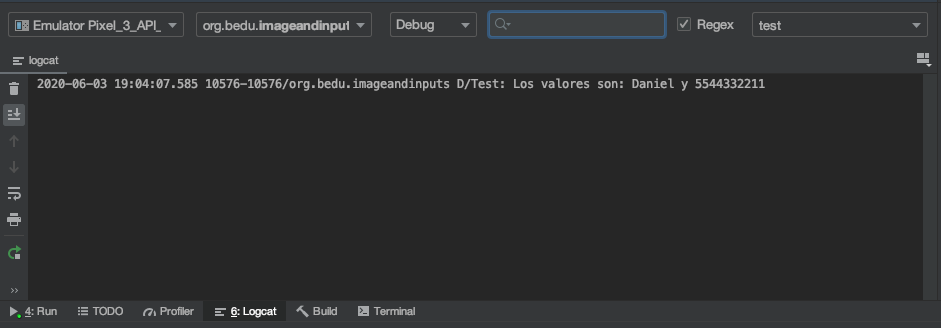 Emulator Pixel_3_API_ org.bedu.imageandinput Debug Regex test
logcat
2020-06-03 19:04:07.585 10576-10576/org.bedu.imageandinputs D/Test: Los valores son: Daniel y 5544332211
4: Run TODO Profiler 6: Logcat Build Terminal